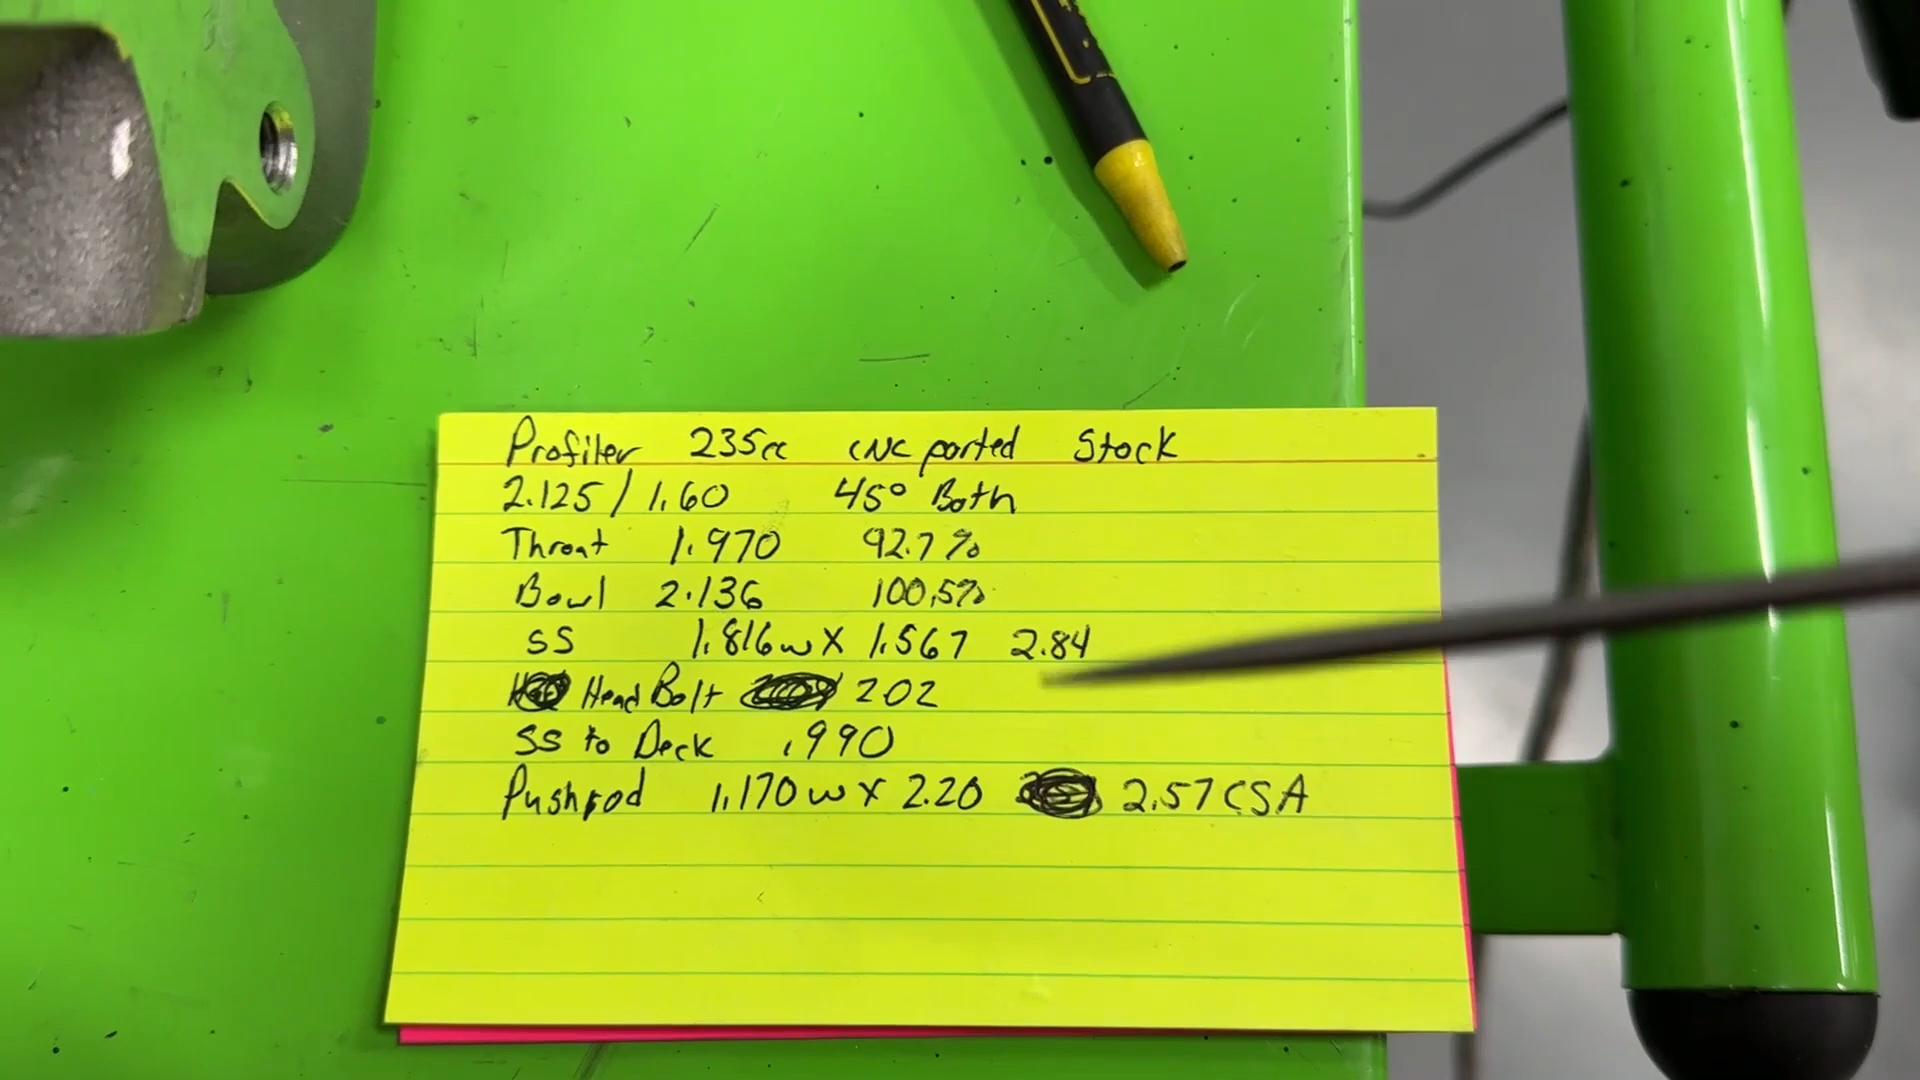 Profiler 235cc CNC ported Stock
2.125/1.60 45° Both
Throat 1.970 92.7%
Bowl 2.136 100.5%
SS 1.816w X 1.567 2.84
Head Bolt 202
SS to Deck .990
Pushrod 1.170w X 2.20 2.57 CSA